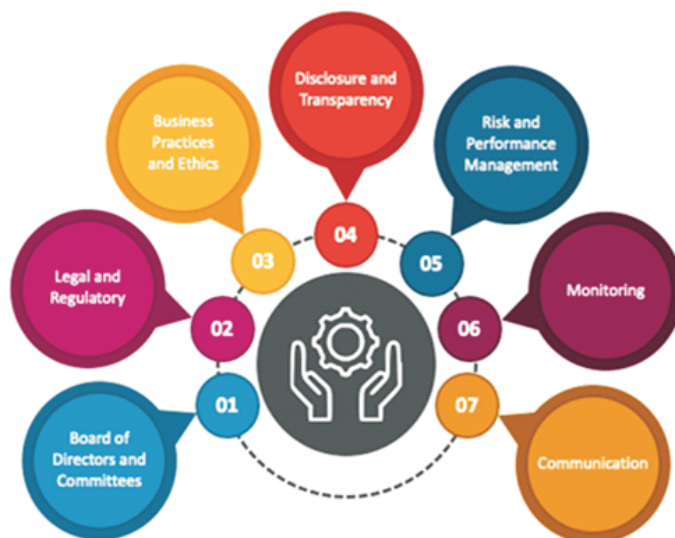 01
Board of
Directors and
Committees
02
Legal and
Regulatory
03
Business
Practices
and Ethics
04
Disclosure and
Transparency
05
Risk and
Performance
Management
06
Monitoring
07
Communication